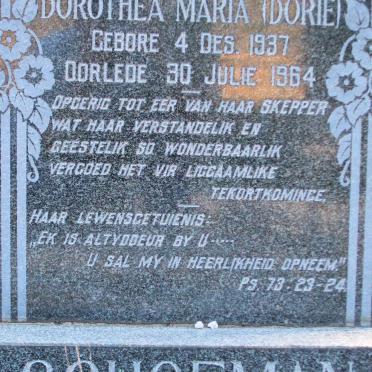 DOROTHEA MARIA (DORIE)
GEBORE 4 DES. 1937
OORLEDE 30 JULIE 1964
OPGERIG TOT EER VAN HAAR SKEPPER
WAT HAAR VERSTANDELIK EN
GEESTELIK SO WONDERBAARLIK
VERGOED HET VIR LIGGAAMLIKE
TEKORTKOMINGE.
HAAR LEWENSGETUIENIS:
„EK IS ALTYDDEUR BY U·····
U SAL MY IN HEERLIKHEID OPNEEM."
PS. 73: 23-24.
SCHOEMAN